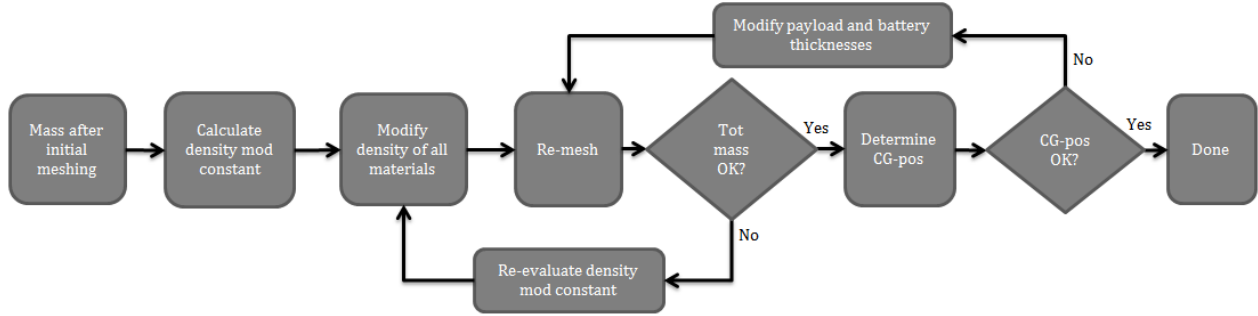 Modify payload and battery
thicknesses
No
Mass after
initial
meshing
Calculate
density mod
constant
Modify
density of all
materials
Re-mesh
Tot
mass
OK?
Yes
Determine
CG-pos
CG-pos
OK?
Yes
Done
No
Re-evaluate density
mod constant